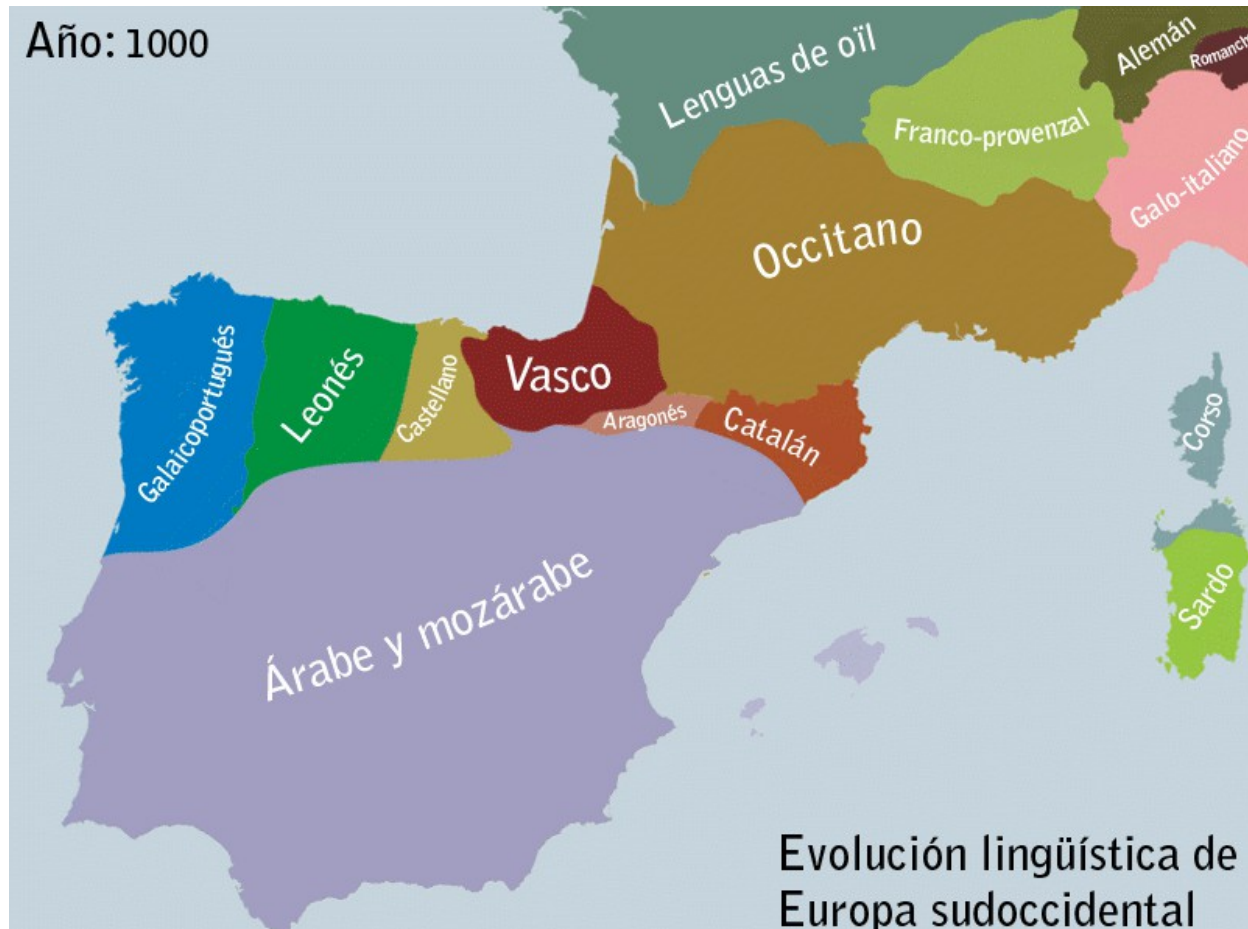 Año: 1000
Lenguas de oïl
Alemán
Romanche
Franco-provenzal
Galo-italiano
Occitano
Galaicoportugués
Leonés
Castellano
Vasco
Aragonés
Catalán
Corso
Sardo
Árabe y mozárabe
Evolución lingüística de
Europa sudoccidental